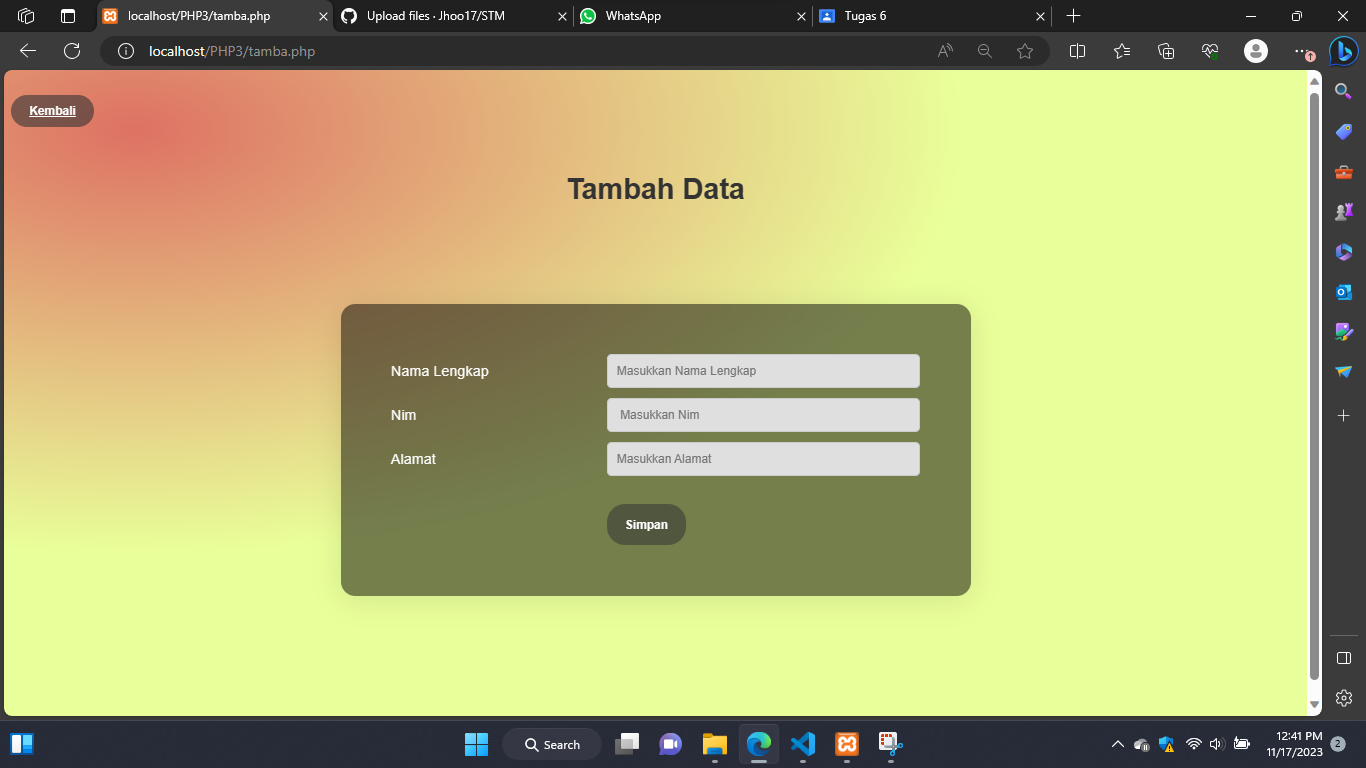 localhost/PHP3/tamba.php
Upload files · Jhoo17/STM
WhatsApp
Tugas 6
localhost/PHP3/tamba.php
Kembali
Tambah Data
Nama Lengkap
Masukkan Nama Lengkap
Nim
Masukkan Nim
Alamat
Masukkan Alamat
Simpan
Search
12:41 PM
11/17/2023
2